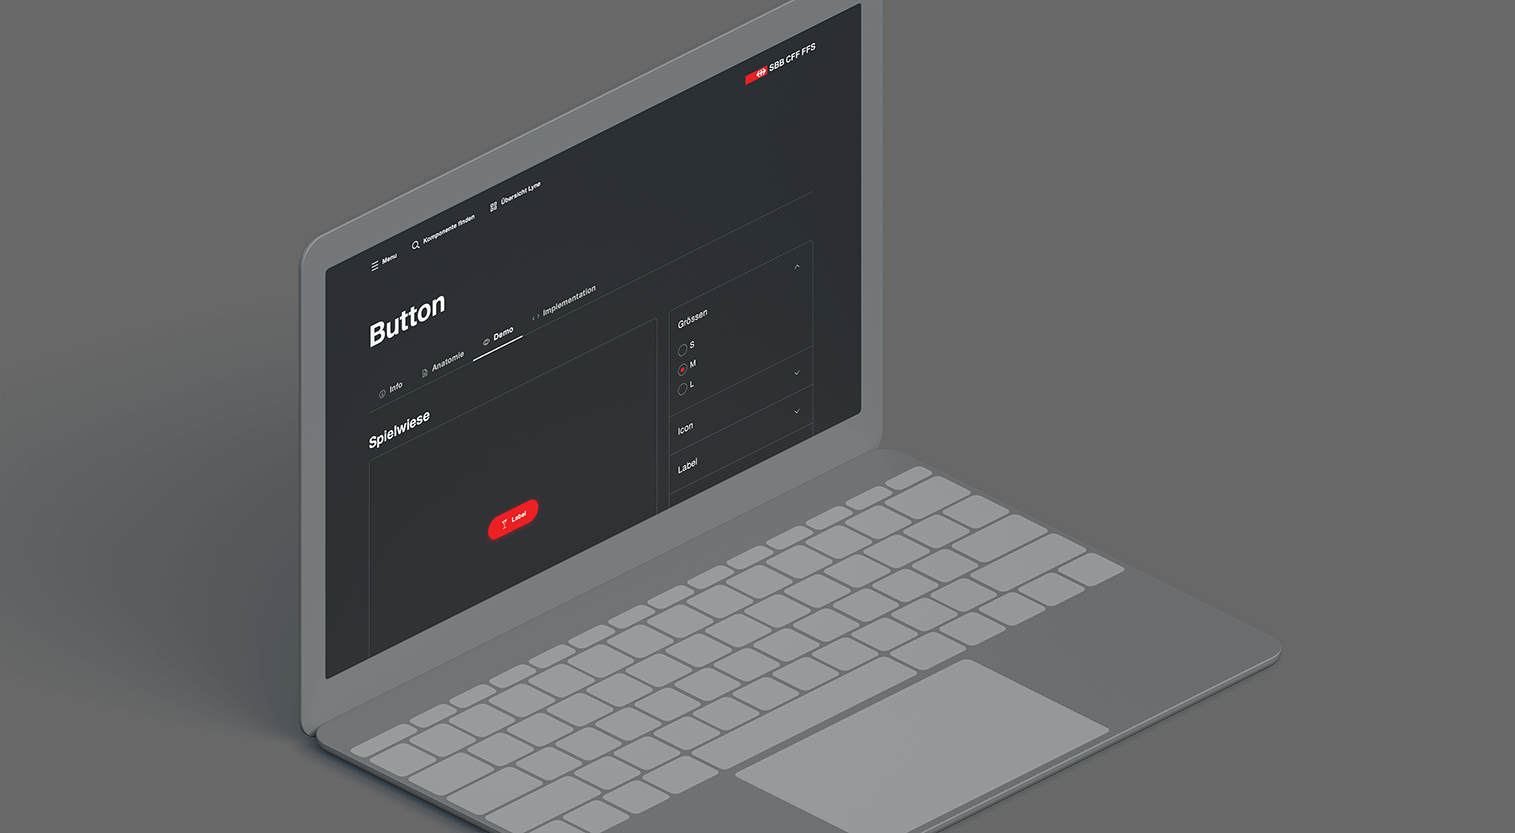 SBB CFF FFS
Menu
Komponente finden
Übersicht Lyne
Button
Info
Anatomie
Demo
Implementation
Spielwiese
Label
Grössen
S
M
L
Icon
Label